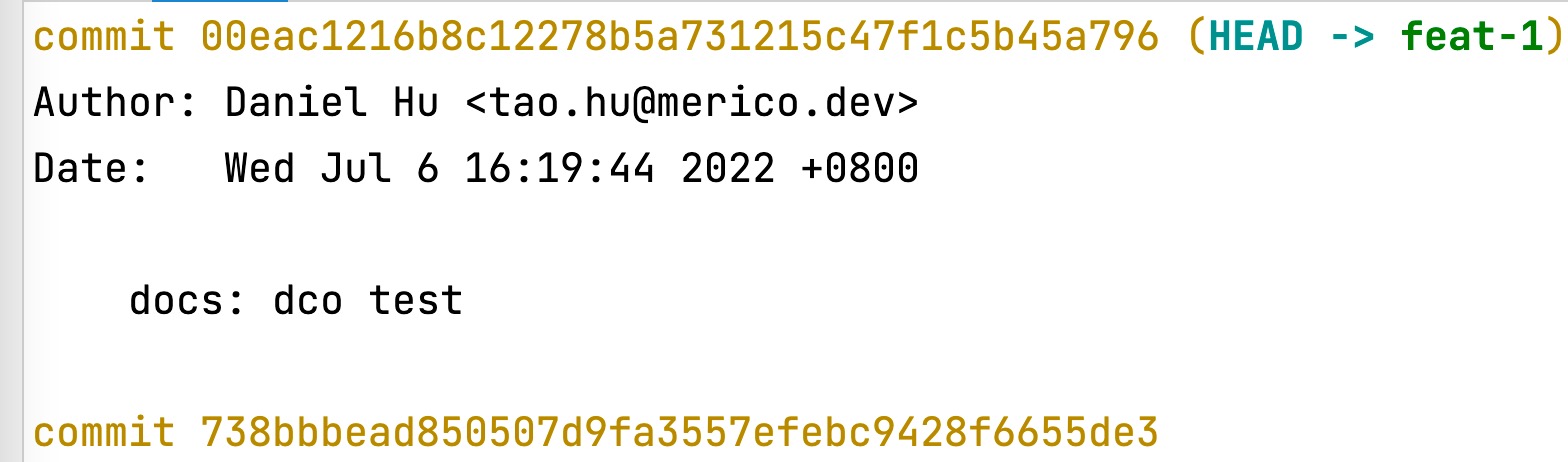 commit 00eac1216b8c12278b5a731215c47f1c5b45a796 (HEAD -> feat-1)
Author: Daniel Hu <tao.hu@merico.dev>
Date:   Wed Jul 6 16:19:44 2022 +0800
docs: dco test
commit 738bbbead850507d9fa3557efebc9428f6655de3